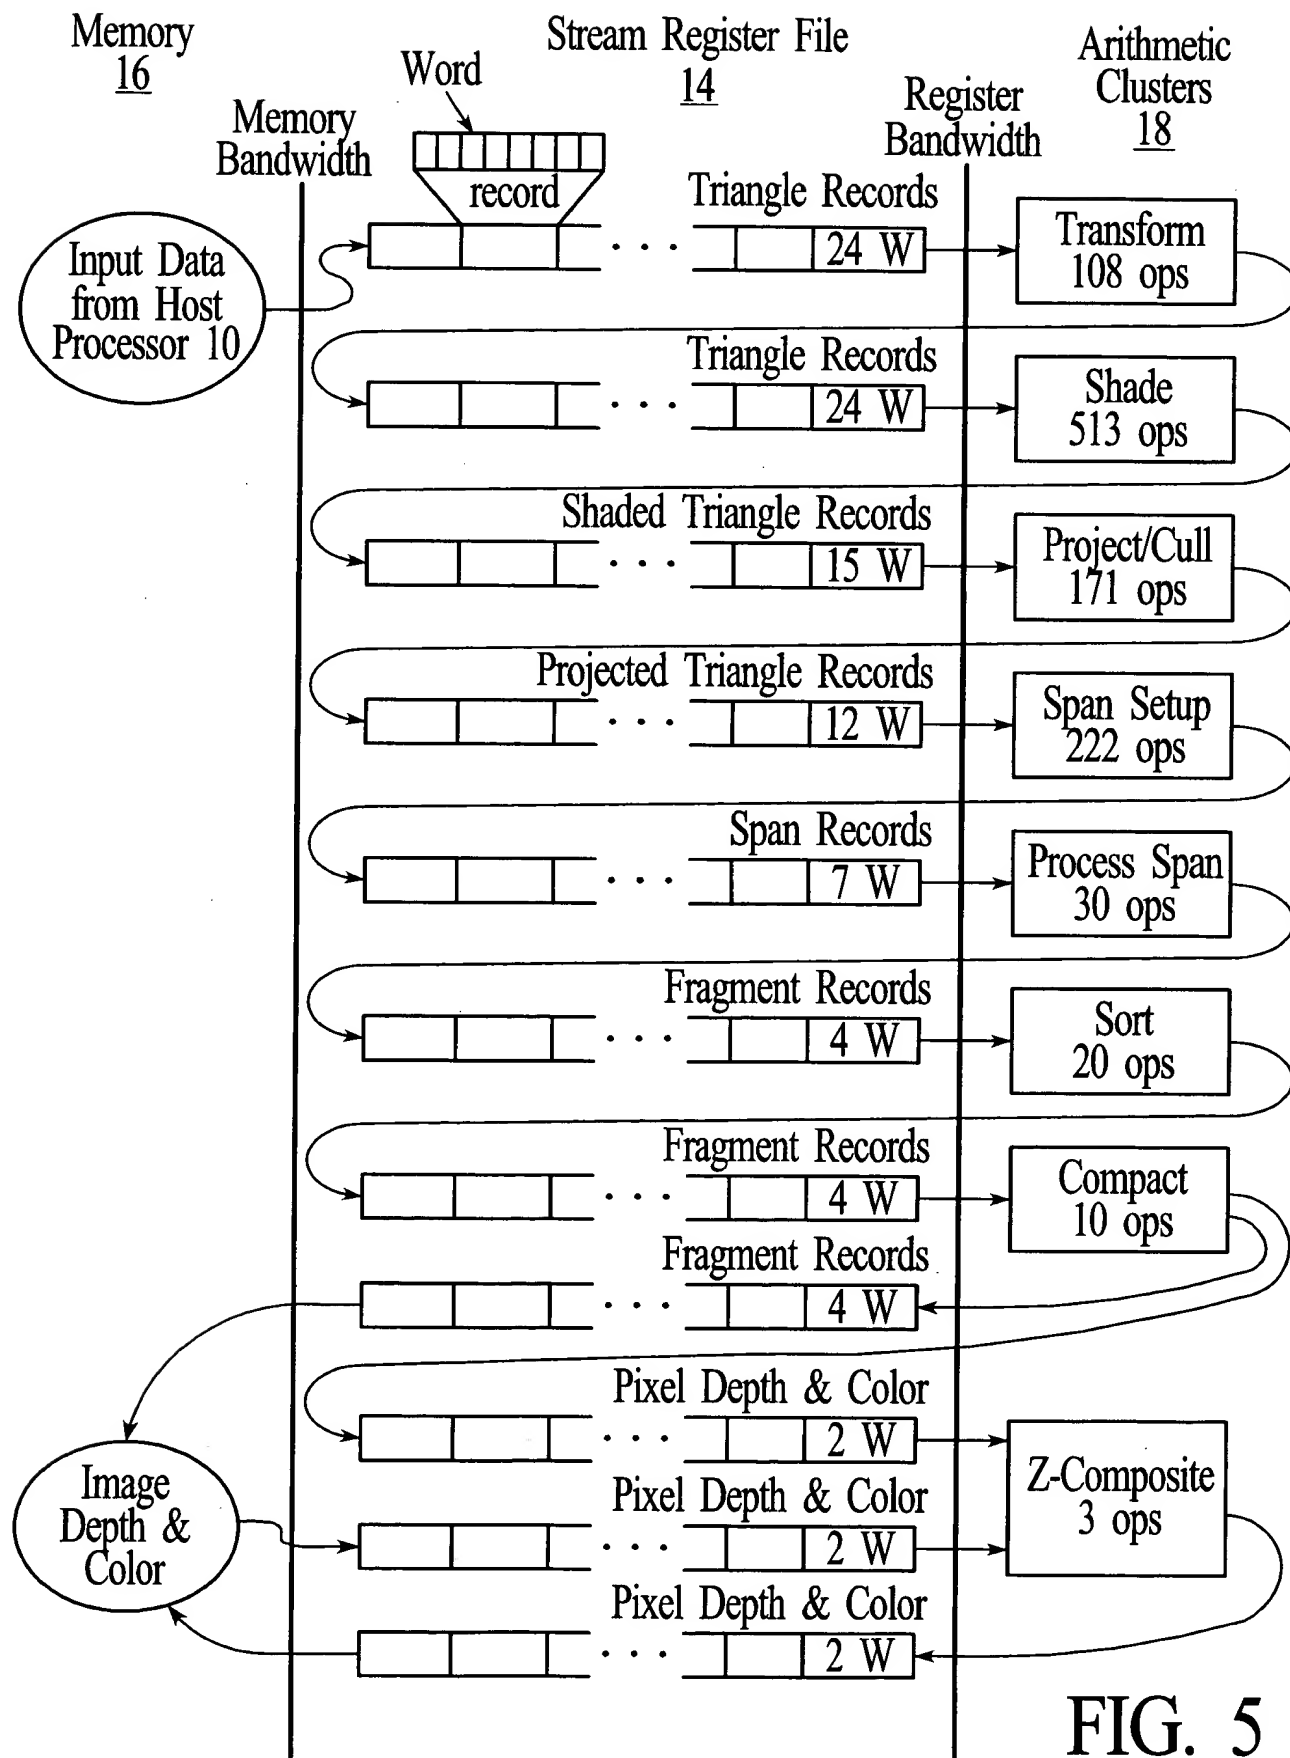 Memory
16
Stream Register File
14
Arithmetic
Clusters
18
Word
Memory
Bandwidth
Register
Bandwidth
record
Triangle Records
Input Data
from Host
Processor 10
24 W
Transform
108 ops
Triangle Records
24 W
Shade
513 ops
Shaded Triangle Records
15 W
Project/Cull
171 ops
Projected Triangle Records
12 W
Span Setup
222 ops
Span Records
7 W
Process Span
30 ops
Fragment Records
4 W
Sort
20 ops
Fragment Records
4 W
Compact
10 ops
Fragment Records
4 W
Pixel Depth & Color
2 W
Z-Composite
3 ops
Image
Depth &
Color
Pixel Depth & Color
2 W
Pixel Depth & Color
2 W
FIG. 5